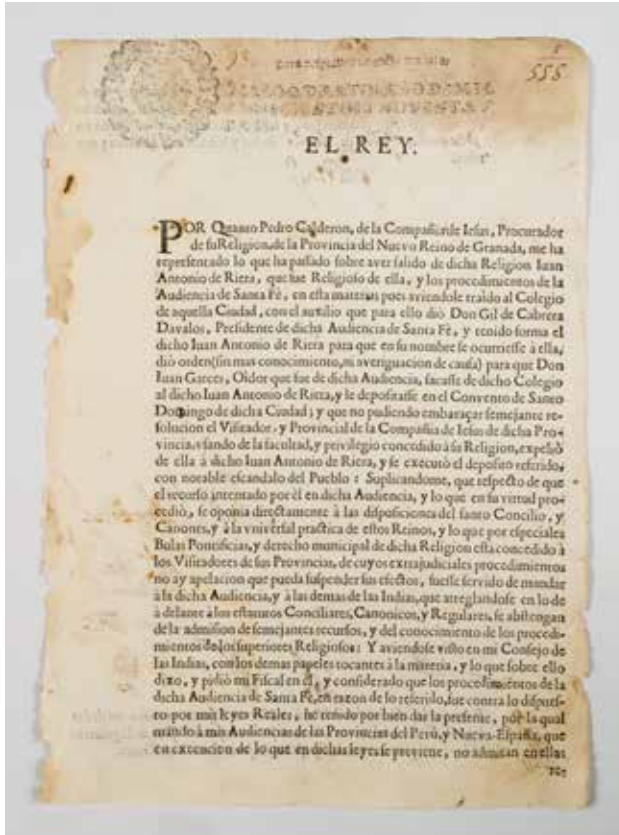 555
EL REY.
POR Quanto Pedro Calderon, de la Compañia de Iesus, Procurador
de su Religion, de la Provincia del Nuevo Reino de Granada, me ha
representado lo que ha passado sobre aver salido de dicha Religion Iuan
Antonio de Riera, que fue Religioso de ella, y los procedimientos de la
Audiencia de Santa Fè, en esta materia; pues aviendole traìdo al Colegio
de aquella Ciudad, con el auxilio que para ello diò Don Gil de Cabrera
Davalos, Presidente de dicha Audiencia de Santa Fè, y tenido forma el
dicho Iuan Antonio de Riera para que en su nombre se ocurriesse à ella,
diò orden (sin mas conocimiento, ni averiguacion de causa) para que Don
Iuan Garces, Oidor que fue de dicha Audiencia, sacasse de dicho Colegio
al dicho Iuan Antonio de Riera, y le depositasse en el Convento de Santo
Domingo de dicha Ciudad; y que no pudiendo embaraçar semejante re-
solucion el Visitador, y Provincial de la Compañia de Iesus de dicha Pro-
vincia, vsando de la facultad, y privilegio concedido à su Religion, expeliò
de ella à dicho Iuan Antonio de Riera, y se executò el deposito referido,
con notable escandalo del Pueblo: Suplicandome, que respecto de que
el recurso intentado por èl en dicha Audiencia, y lo que en su virtud pro-
cediò, se oponia directamente à las disposiciones del santo Concilio, y
Canones, y à la vniversal practica de estos Reinos, y lo que por especiales
Bulas Pontificias, y derecho municipal de dicha Religion està concedido à
los Visitadores de sus Provincias, de cuyos extrajudiciales procedimientos
no ay apelacion que pueda suspender sus efectos, fuesse servido de mandar
à la dicha Audiencia, y à las demas de las Indias, que arreglandose en lo de
adelante à los estatutos Conciliares, Canonicos, y Regulares, se abstengan
de la admision de semejantes recursos, y del conocimiento de los procedi-
mientos de los superiores Religiosos: Y aviendose visto en mi Consejo de
las Indias, con los demas papeles tocantes à la materia, y lo que sobre ello
dixo, y pidiò mi Fiscal en èl, y considerado que los procedimientos de la
dicha Audiencia de Santa Fè, en razon de lo referido, fue contra lo dispues-
to por mis leyes Reales, he tenido por bien dar la presente, por la qual
mando à mis Audiencias de las Provincias del Perù, y Nueva-España, que
en execucion de lo que en dichas leyes se previene, no admitan en ellas